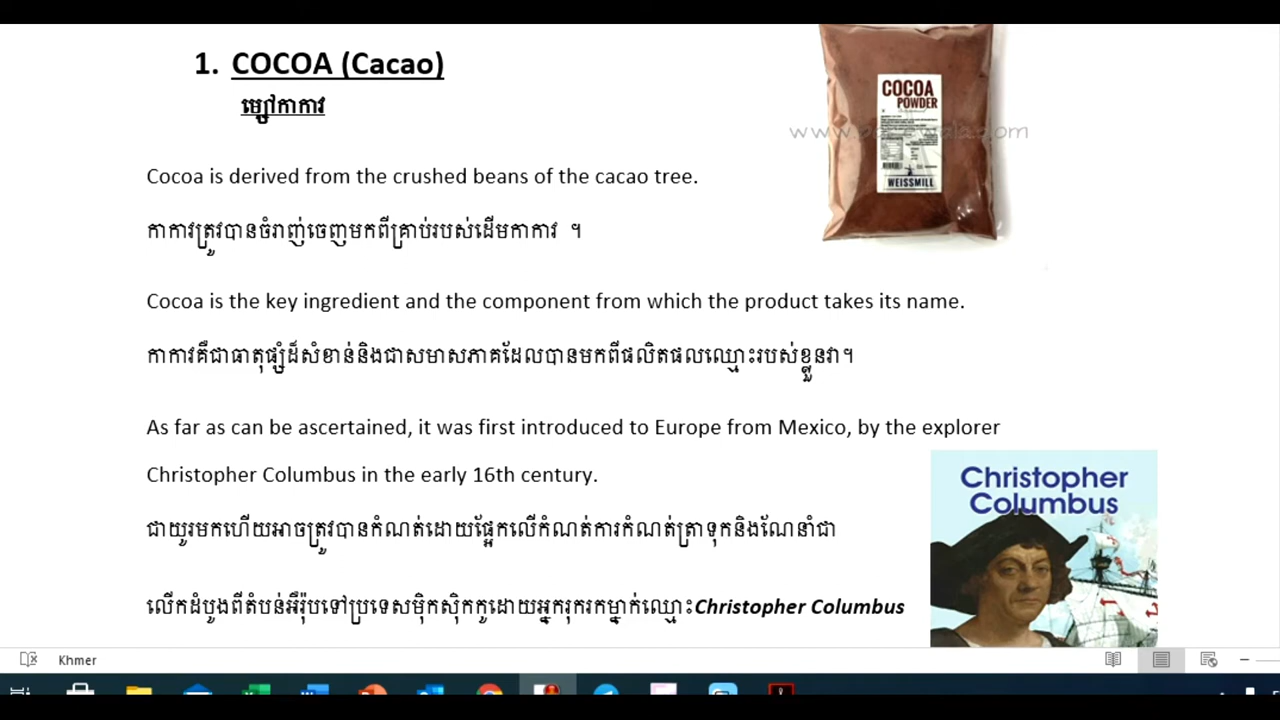 1. COCOA (Cacao)
ម្សៅកាកាវ
COCOA
POWDER
WEISSMILL
Cocoa is derived from the crushed beans of the cacao tree.
កាកាវត្រូវបានចំរាញ់ចេញមកពីគ្រាប់របស់ដើមកាកាវ ។
Cocoa is the key ingredient and the component from which the product takes its name.
កាកាវគឺជាធាតុផ្សំដ៏សំខាន់និងជាសមាសភាគដែលបានមកពីផលិតផលឈ្មោះរបស់ខ្លួនវា។
As far as can be ascertained, it was first introduced to Europe from Mexico, by the explorer
Christopher Columbus in the early 16th century.
Christopher
Columbus
ជាយូរមកហើយអាចត្រូវបានកំណត់ដោយផ្អែកលើកំណត់ការកំណត់ត្រាទុកនិងណែនាំជា
លើកដំបូងពីតំបន់អឺរ៉ុបទៅប្រទេសម៉ិកស៊ិកកូដោយអ្នករុករកម្នាក់ឈ្មោះChristopher Columbus
Khmer